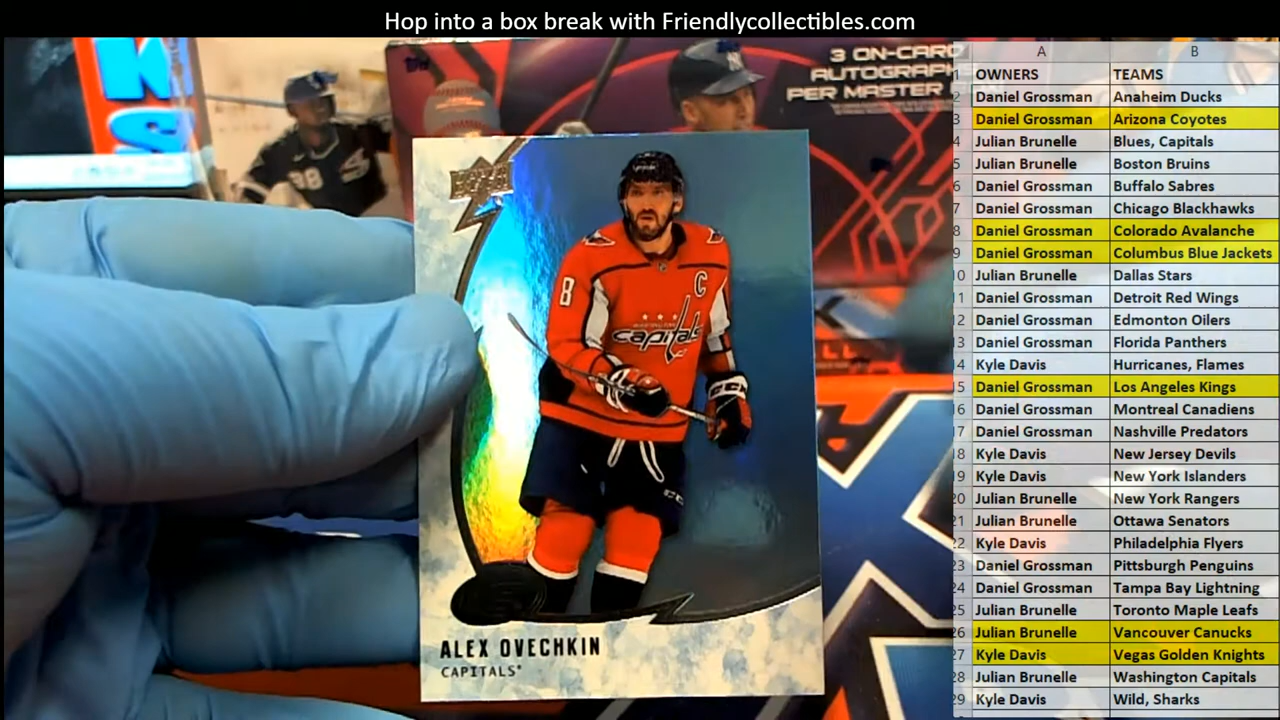 Hop into a box break with Friendlycollectibles.com
3 ON-CARD
AUTOGRAPH
PER MASTER
K
S
98
8
C
capitals
CCM
ALEX OVECHKIN
CAPITALS
A B
1 OWNERS TEAMS
2 Daniel Grossman Anaheim Ducks
3 Daniel Grossman Arizona Coyotes
4 Julian Brunelle Blues, Capitals
5 Julian Brunelle Boston Bruins
6 Daniel Grossman Buffalo Sabres
7 Daniel Grossman Chicago Blackhawks
8 Daniel Grossman Colorado Avalanche
9 Daniel Grossman Columbus Blue Jackets
10 Julian Brunelle Dallas Stars
11 Daniel Grossman Detroit Red Wings
12 Daniel Grossman Edmonton Oilers
13 Daniel Grossman Florida Panthers
14 Kyle Davis Hurricanes, Flames
15 Daniel Grossman Los Angeles Kings
16 Daniel Grossman Montreal Canadiens
17 Daniel Grossman Nashville Predators
18 Kyle Davis New Jersey Devils
19 Kyle Davis New York Islanders
20 Julian Brunelle New York Rangers
21 Julian Brunelle Ottawa Senators
22 Kyle Davis Philadelphia Flyers
23 Daniel Grossman Pittsburgh Penguins
24 Daniel Grossman Tampa Bay Lightning
25 Julian Brunelle Toronto Maple Leafs
26 Julian Brunelle Vancouver Canucks
27 Kyle Davis Vegas Golden Knights
28 Julian Brunelle Washington Capitals
29 Kyle Davis Wild, Sharks